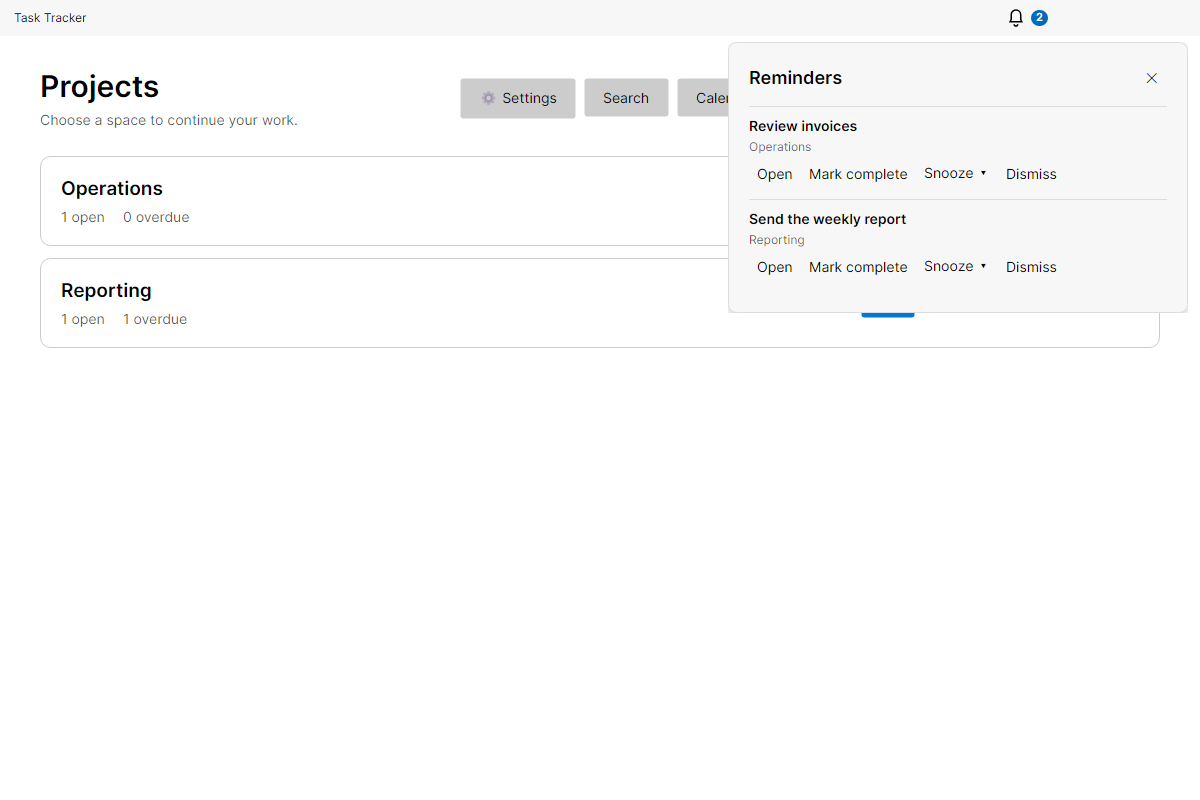 Task Tracker
2
Projects
Choose a space to continue your work.
Settings
Search
Operations
1 open
0 overdue
Reporting
1 open
1 overdue
Reminders
Review invoices
Operations
Open
Mark complete
Snooze
Dismiss
Send the weekly report
Reporting
Open
Mark complete
Snooze
Dismiss